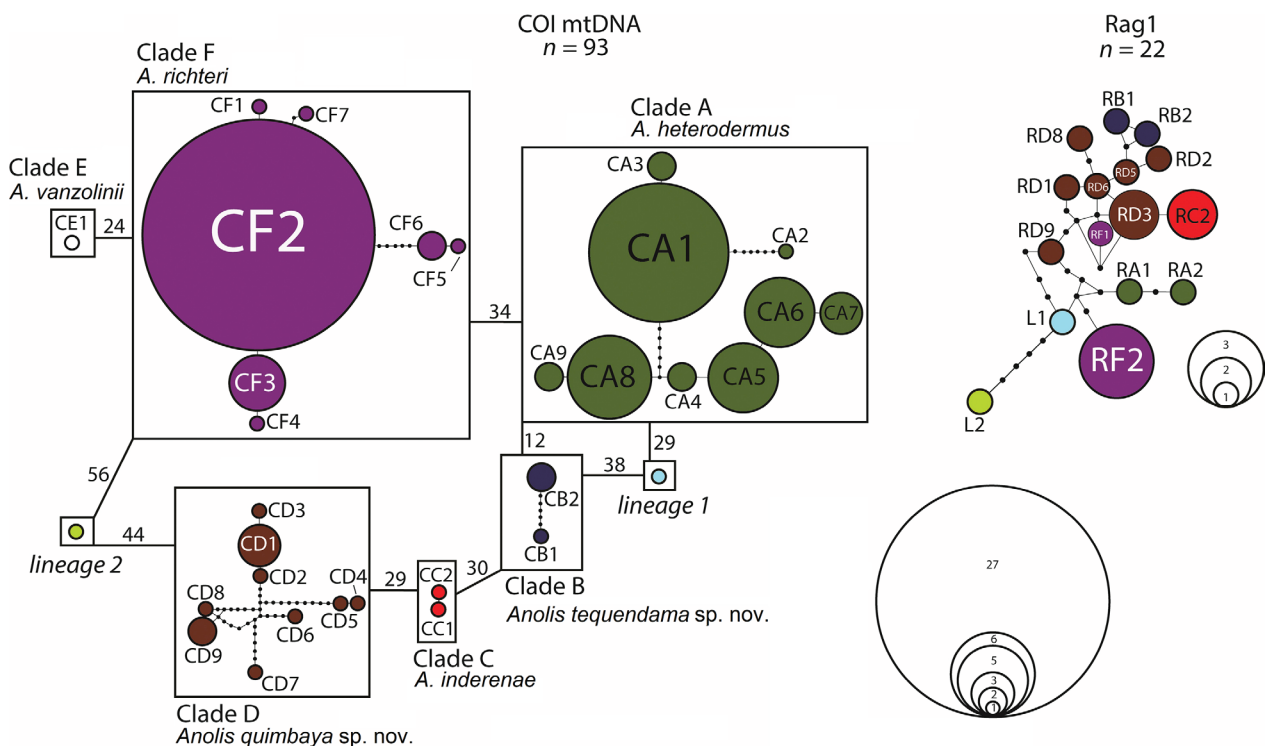 COI mtDNA
n = 93
Rag1
n = 22
Clade F
A. richteri
CF1
CF7
CF2
CF6
CF5
CF3
CF4
Clade E
A. vanzolinii
CE1
24
Clade A
A. heterodermus
CA3
CA1
CA2
CA6
CA7
CA9
CA8
CA4
CA5
34
12
29
38
lineage 1
56
44
lineage 2
CD3
CD1
CD2
CD4
CD8
CD5
CD6
CD9
CD7
Clade D
Anolis quimbaya sp. nov.
29
CC2
CC1
Clade C
A. inderenae
30
CB2
CB1
Clade B
Anolis tequendama sp. nov.
RB1
RB2
RD8
RD5
RD2
RD1
RD6
RD3
RC2
RF1
RD9
RA1
RA2
L1
RF2
L2
3
2
1
27
6
5
3
2
1